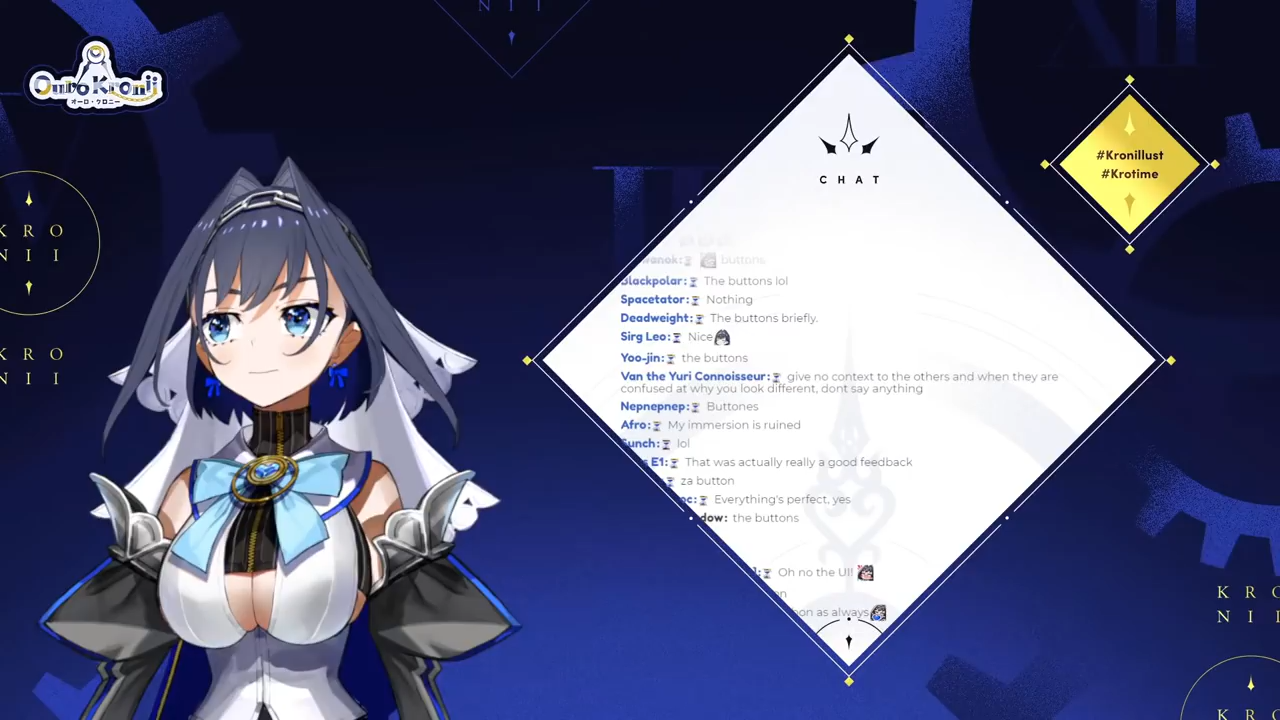 Ouro Kronii
オーロ・クロニー
N I I
#Kronillust
#Krotime
C H A T
K R O
N I I
K R O
N I I
buttons
Blackpolar: The buttons lol
Spacetator: Nothing
Deadweight: The buttons briefly.
Sirg Leo: Nice
Yoo-jin: the buttons
Van the Yuri Connoisseur: give no context to the others and when they are
confused at why you look different, dont say anything
Nepnepnep: Buttones
Afro: My immersion is ruined
lol
E1: That was actually really a good feedback
za button
Everything's perfect, yes
the buttons
Oh no the UI!
as always
K R O
N I I
K R O